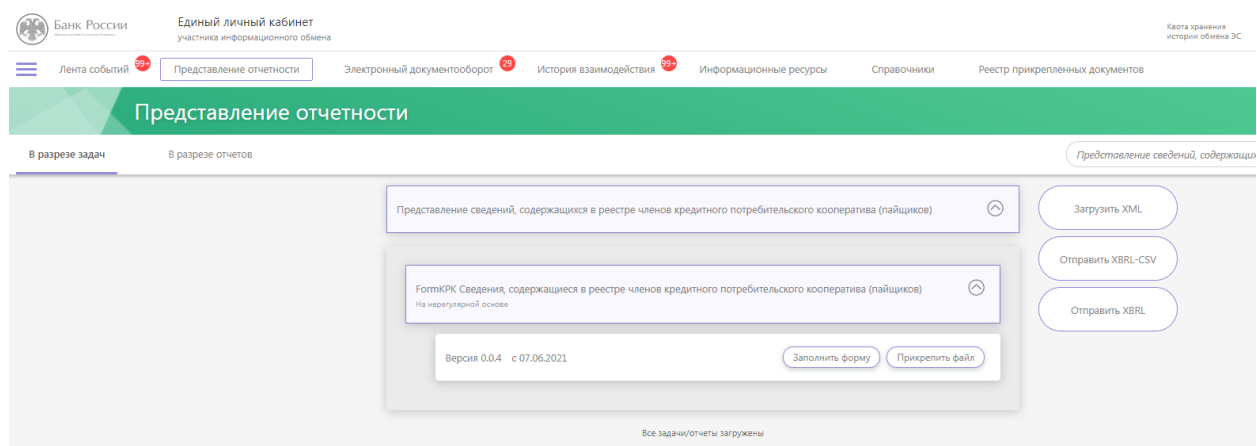 Банк России
Единый личный кабинет
участника информационного обмена
Квота хранения
истории обмена ЭС
Лента событий 99+
Представление отчетности
Электронный документооборот 29
История взаимодействия 99+
Информационные ресурсы
Справочники
Реестр прикрепленных документов
Представление отчетности
В разрезе задач
В разрезе отчетов
Представление сведений, содержащих
Представление сведений, содержащихся в реестре членов кредитного потребительского кооператива (пайщиков)
Загрузить XML
Отправить XBRL-CSV
FormКРК Сведения, содержащиеся в реестре членов кредитного потребительского кооператива (пайщиков)
На нерегулярной основе
Отправить XBRL
Версия 0.0.4 с 07.06.2021
Заполнить форму
Прикрепить файл
Все задачи/отчеты загружены